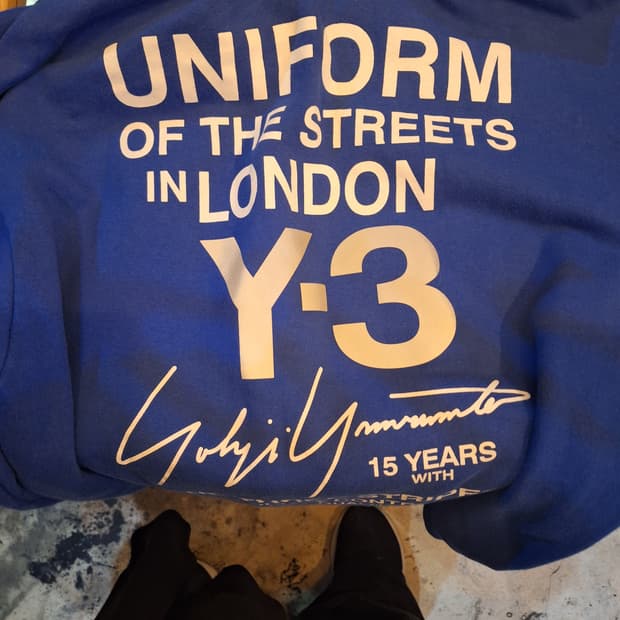 UNIFORM
OF THE STREETS
IN LONDON
Y-3
Yohji Yamamoto
15 YEARS
WITH